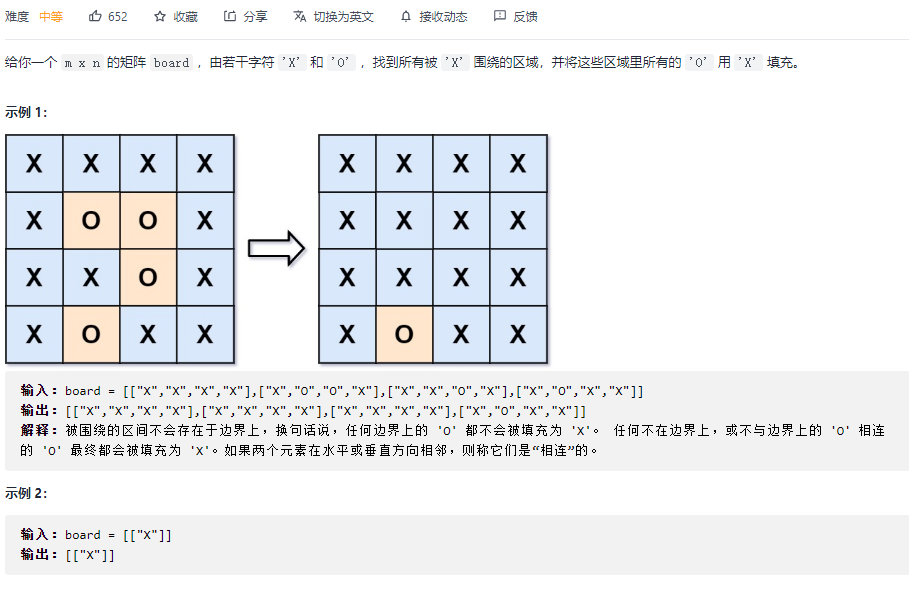 难度 中等 652 收藏 分享 切换为英文 接收动态 反馈
给你一个 m x n 的矩阵 board ，由若干字符 'X' 和 'O' ，找到所有被 'X' 围绕的区域，并将这些区域里所有的 'O' 用 'X' 填充。
示例 1：
X X X X X X X X
X O O X X X X X
X X O X X X X X
X O X X X O X X
输入：board = [["X","X","X","X"],["X","O","O","X"],["X","X","O","X"],["X","O","X","X"]]
输出：[["X","X","X","X"],["X","X","X","X"],["X","X","X","X"],["X","O","X","X"]]
解释：被围绕的区间不会存在于边界上，换句话说，任何边界上的 'O' 都不会被填充为 'X'。 任何不在边界上，或不与边界上的 'O' 相连
的 'O' 最终都会被填充为 'X'。如果两个元素在水平或垂直方向相邻，则称它们是“相连”的。
示例 2：
输入：board = [["X"]]
输出：[["X"]]